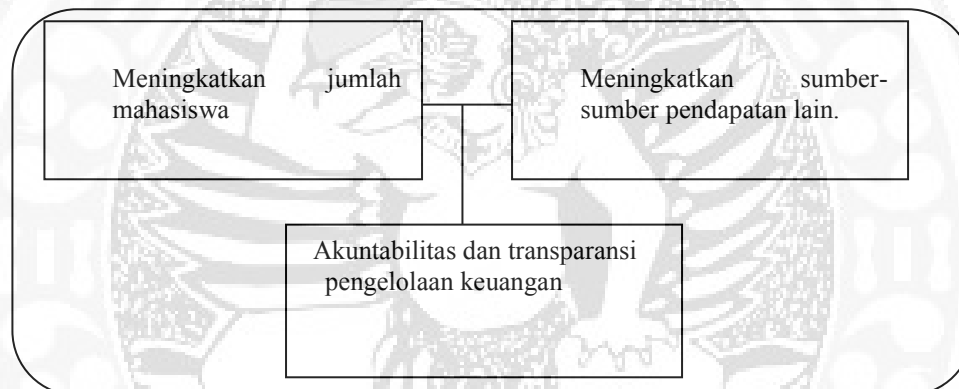 Meningkatkan jumlah
mahasiswa
Meningkatkan sumber-
sumber pendapatan lain.
Akuntabilitas dan transparansi
pengelolaan keuangan